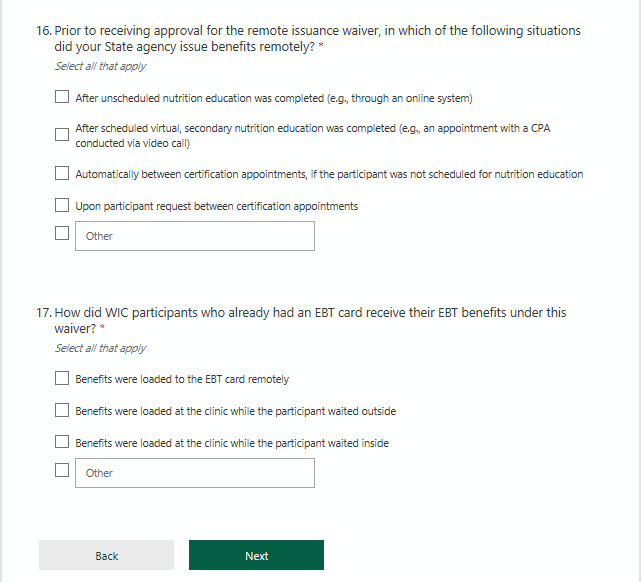 16. Prior to receiving approval for the remote issuance waiver, in which of the following situations
did your State agency issue benefits remotely? *
Select all that apply
After unscheduled nutrition education was completed (e.g., through an online system)
After scheduled virtual, secondary nutrition education was completed (e.g., an appointment with a CPA
conducted via video call)
Automatically between certification appointments, if the participant was not scheduled for nutrition education
Upon participant request between certification appointments
Other
17. How did WIC participants who already had an EBT card receive their EBT benefits under this
waiver? *
Select all that apply
Benefits were loaded to the EBT card remotely
Benefits were loaded at the clinic while the participant waited outside
Benefits were loaded at the clinic while the participant waited inside
Other
Back
Next